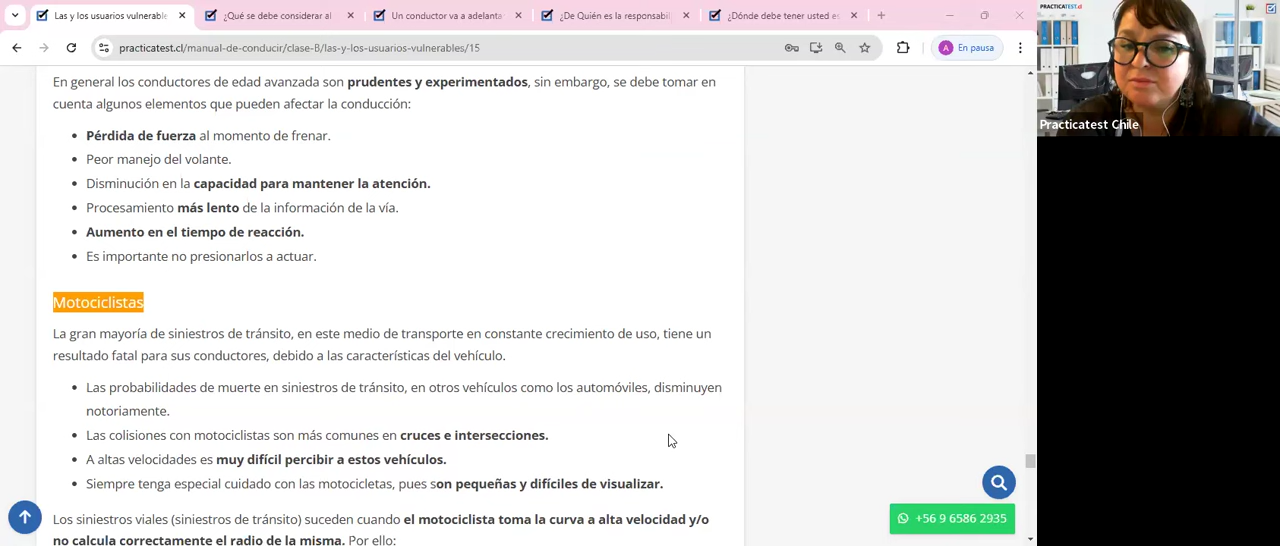 Las y los usuarios vulnerable
¿Qué se debe considerar al
Un conductor va a adelanta
¿De Quién es la responsabil
¿Dónde debe tener usted e
practicatest.cl/manual-de-conducir/clase-B/las-y-los-usuarios-vulnerables/15
A
En pausa
PRACTICATEST.cl
Practicatest Chile
En general los conductores de edad avanzada son prudentes y experimentados, sin embargo, se debe tomar en
cuenta algunos elementos que pueden afectar la conducción:
• Pérdida de fuerza al momento de frenar.
• Peor manejo del volante.
• Disminución en la capacidad para mantener la atención.
• Procesamiento más lento de la información de la vía.
• Aumento en el tiempo de reacción.
• Es importante no presionarlos a actuar.
Motociclistas
La gran mayoría de siniestros de tránsito, en este medio de transporte en constante crecimiento de uso, tiene un
resultado fatal para sus conductores, debido a las características del vehículo.
• Las probabilidades de muerte en siniestros de tránsito, en otros vehículos como los automóviles, disminuyen
notoriamente.
• Las colisiones con motociclistas son más comunes en cruces e intersecciones.
• A altas velocidades es muy difícil percibir a estos vehículos.
• Siempre tenga especial cuidado con las motocicletas, pues son pequeñas y difíciles de visualizar.
Los siniestros viales (siniestros de tránsito) suceden cuando el motociclista toma la curva a alta velocidad y/o
no calcula correctamente el radio de la misma. Por ello:
+56 9 6586 2935